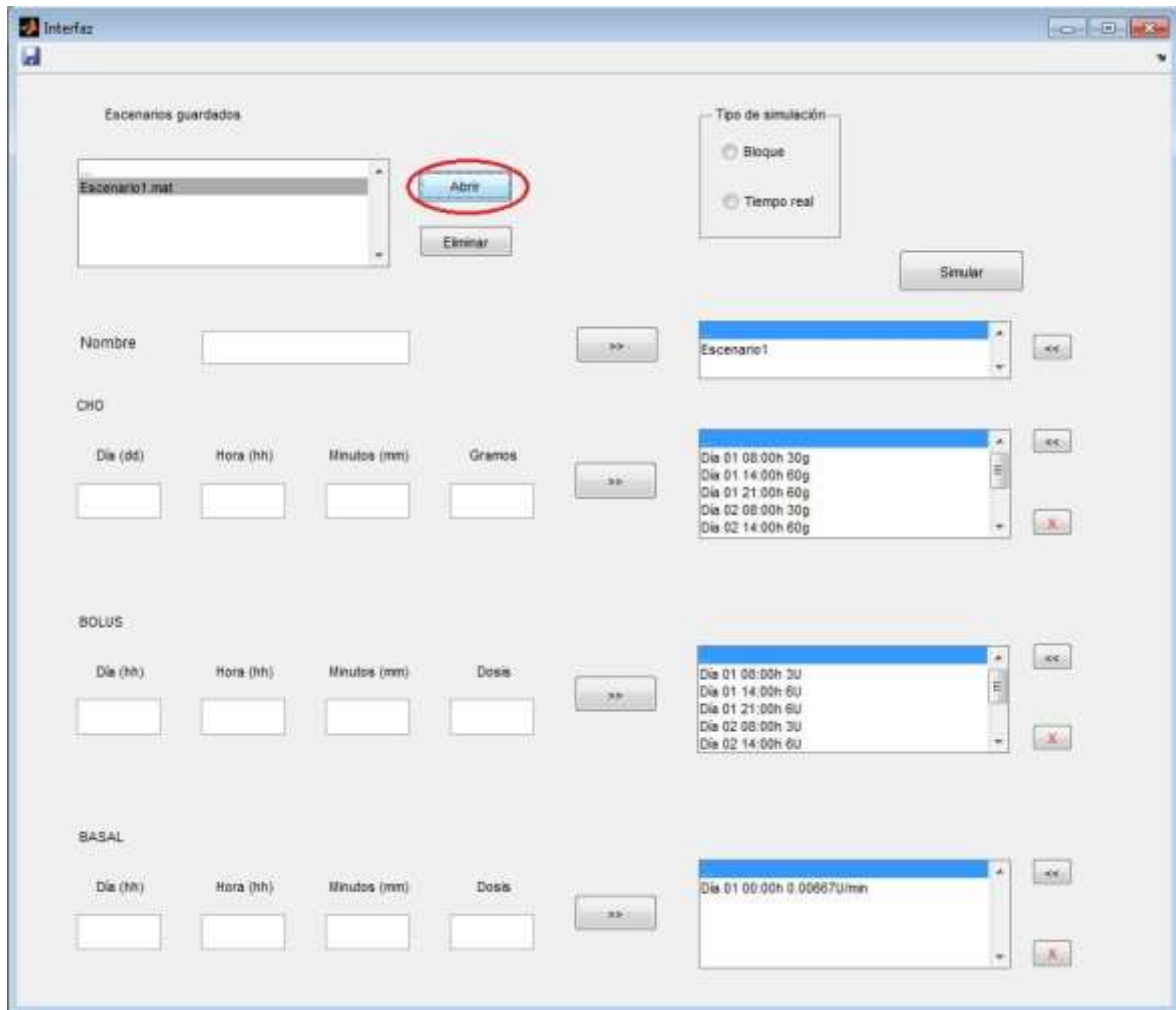 Interfaz
Escenarios guardados
Tipo de simulación
...
Escenario1.mat
Abrir
Eliminar
Bloque
Tiempo real
Simular
Nombre
>>
...
Escenario1
<<
CHO
Día (dd) Hora (hh) Minutos (mm) Gramos
>>
...
Día 01 08:00h 30g
Día 01 14:00h 60g
Día 01 21:00h 60g
Día 02 08:00h 30g
Día 02 14:00h 60g
<<
X
BOLUS
Día (hh) Hora (hh) Minutos (mm) Dosis
>>
...
Día 01 08:00h 3U
Día 01 14:00h 6U
Día 01 21:00h 6U
Día 02 08:00h 3U
Día 02 14:00h 6U
<<
X
BASAL
Día (hh) Hora (hh) Minutos (mm) Dosis
>>
...
Día 01 00:00h 0.00667U/min
<<
X